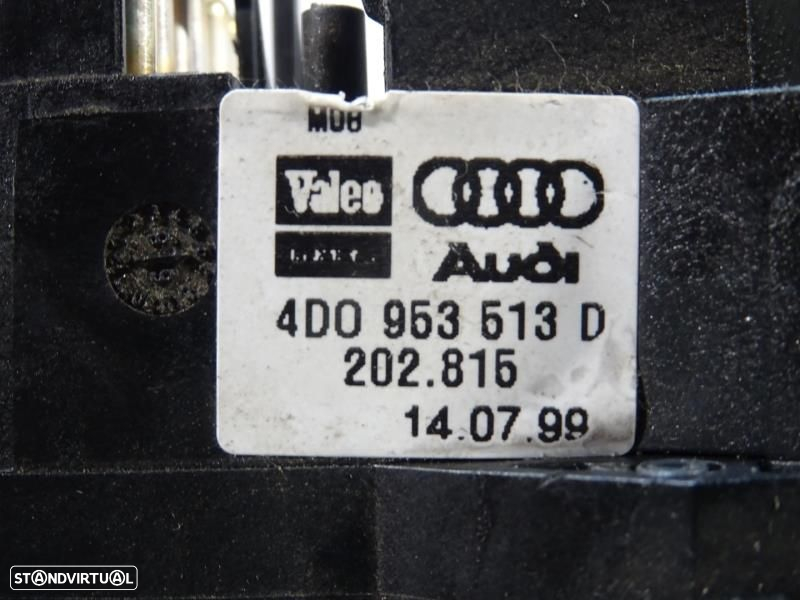 M08
Valeo
Audi
4D0 953 513 D
202.815
14.07.99
STANDVIRTUAL